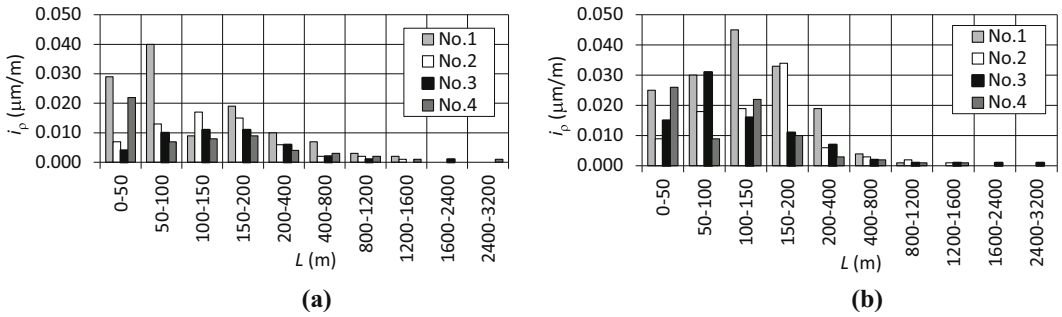 0.050
0.040
0.030
0.020
0.010
0.000
iρ (µm/m)
No.1
No.2
No.3
No.4
0-50
50-100
100-150
150-200
200-400
400-800
800-1200
1200-1600
1600-2400
2400-3200
L (m)
(a)
0.050
0.040
0.030
0.020
0.010
0.000
iρ (µm/m)
No.1
No.2
No.3
No.4
0-50
50-100
100-150
150-200
200-400
400-800
800-1200
1200-1600
1600-2400
2400-3200
L (m)
(b)